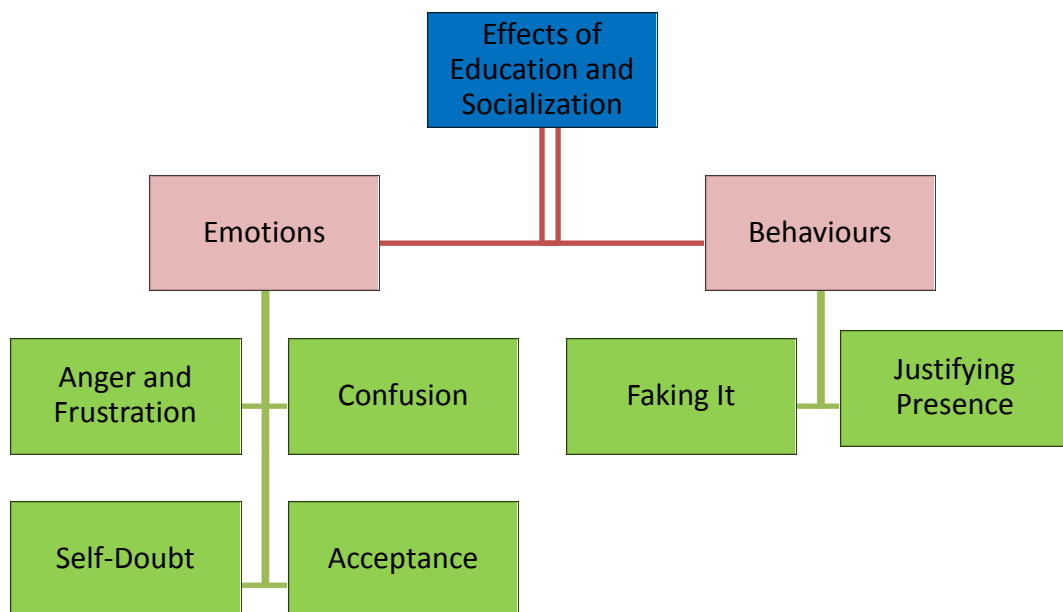 Effects of
Education and
Socialization
Emotions
Behaviours
Anger and
Frustration
Confusion
Faking It
Justifying
Presence
Self-Doubt
Acceptance